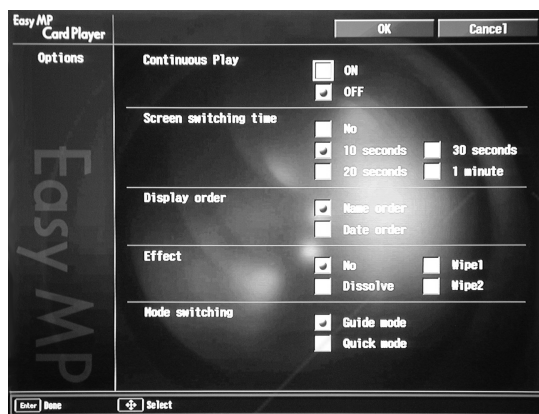 Easy MP
Card Player
OK
Cancel
Options
Continuous Play
ON
OFF
Screen switching time
No
10 seconds
30 seconds
20 seconds
1 minute
Display order
Name order
Date order
Effect
No
Wipe1
Dissolve
Wipe2
Mode switching
Guide mode
Quick mode
Easy MP
Enter Done
Select